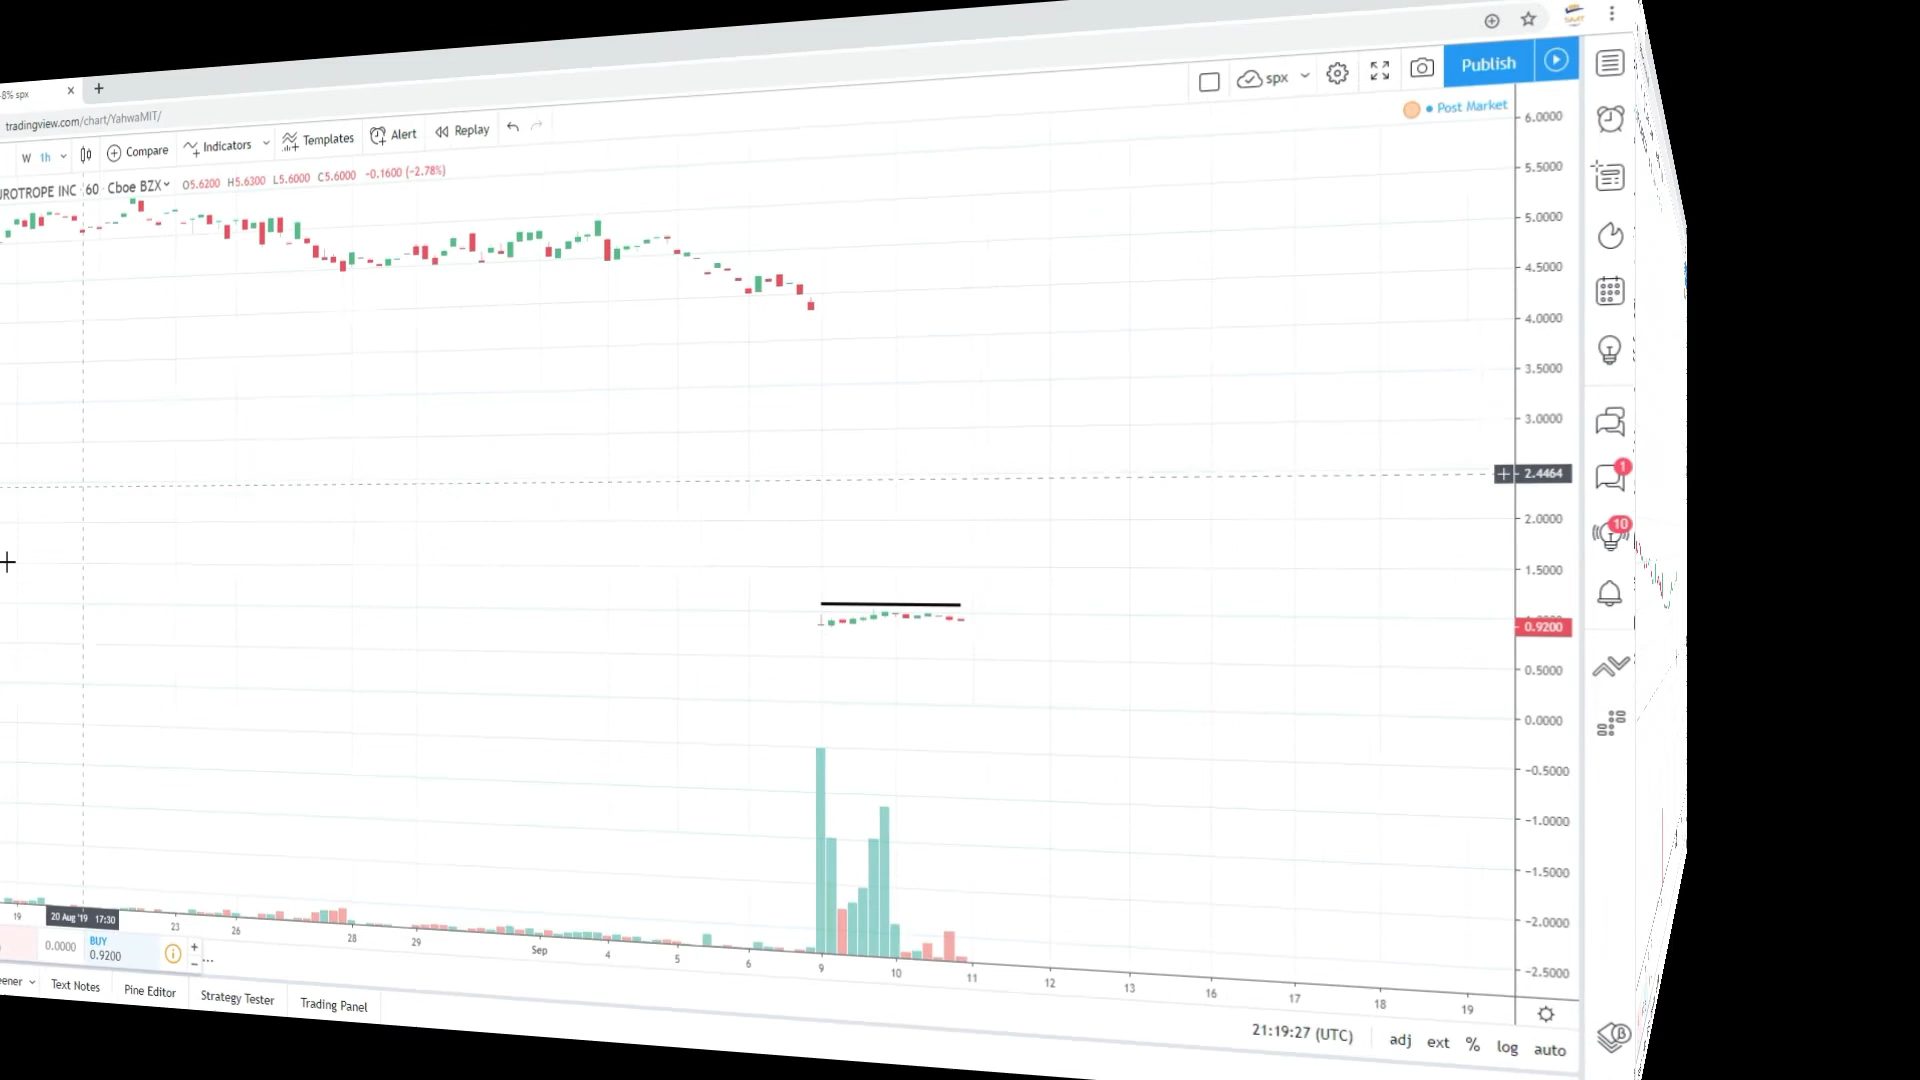 -8% spx
tradingview.com/chart/YahwaMIT/
W 1h Compare Indicators Templates Alert Replay spx Publish
Post Market
ROTROPE INC 60 Cboe BZX O5.6200 H5.6300 L5.6000 C5.6000 -0.1600 (-2.78%)
6.0000
5.5000
5.0000
4.5000
4.0000
3.5000
3.0000
2.4464
2.0000
1.5000
0.9200
0.5000
0.0000
-0.5000
-1.0000
-1.5000
-2.0000
-2.5000
1
10
19 20 Aug '19 17:30 23 26 28 29 Sep 4 5 6 9 10 11 12 13 16 17 18 19
0.0000 BUY
0.9200
...
ener Text Notes Pine Editor Strategy Tester Trading Panel
21:19:27 (UTC) adj ext % log auto